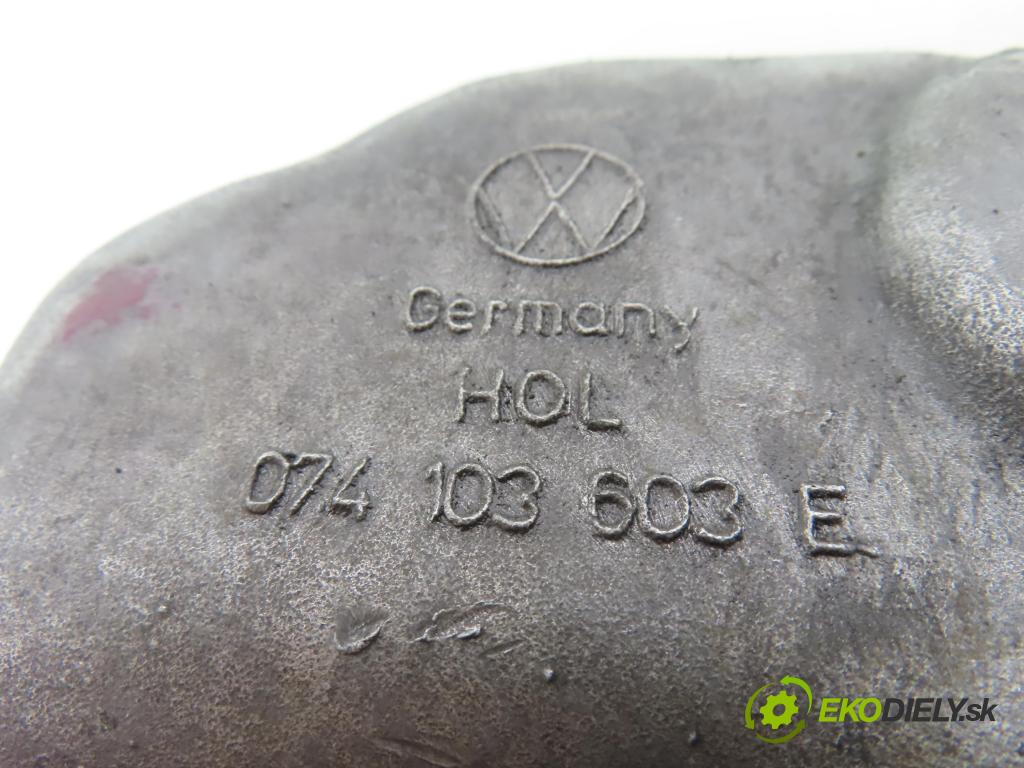 Germany
HOL
074 103 603 E
EKODIELY.sk